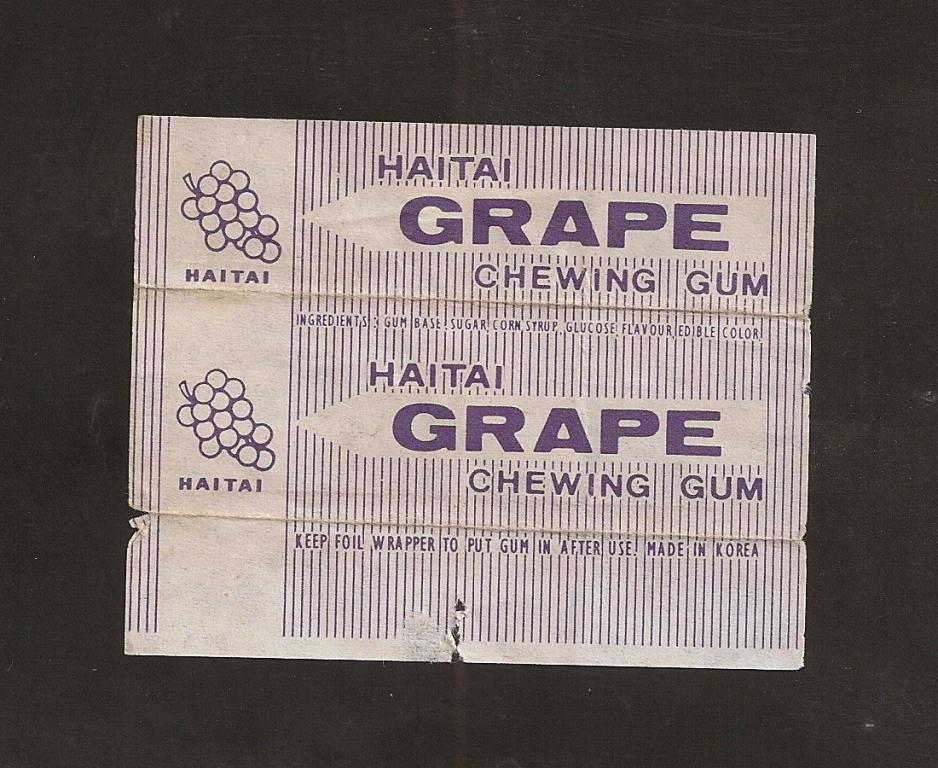 HAITAI
GRAPE
CHEWING GUM
HAITAI
INGREDIENTS: GUM BASE. SUGAR, CORN SYRUP, GLUCOSE, FLAVOUR, EDIBLE COLOR,
HAITAI
GRAPE
CHEWING GUM
HAITAI
KEEP FOIL WRAPPER TO PUT GUM IN AFTER USE. MADE IN KOREA